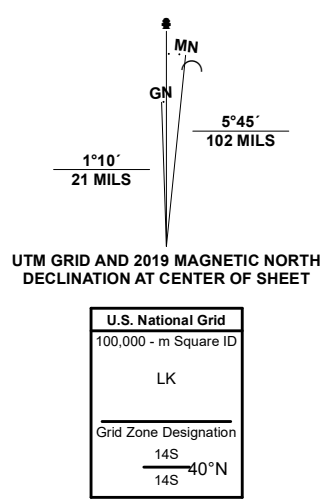 MN
GN
5°45´
102 MILS
1°10´
21 MILS
UTM GRID AND 2019 MAGNETIC NORTH
DECLINATION AT CENTER OF SHEET
U.S. National Grid
100,000 - m Square ID
LK
Grid Zone Designation
14S
40°N
14S